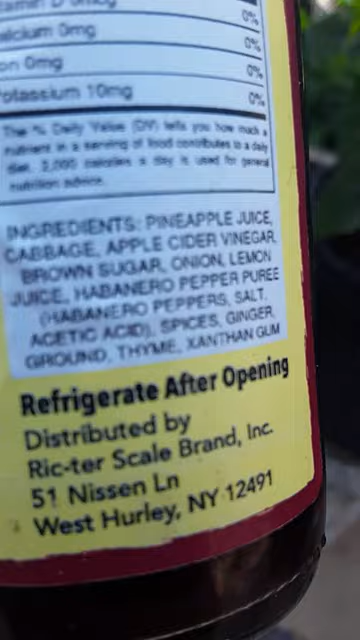 0%
alcium 0mg 0%
on 0mg 0%
otassium 10mg 0%
The % Daily Value (DV) tells you how much a
nutrient in a serving of food contributes to a daily
diet. 2,000 calories a day is used for general
nutrition advice.
INGREDIENTS: PINEAPPLE JUICE,
CABBAGE, APPLE CIDER VINEGAR,
BROWN SUGAR, ONION, LEMON
JUICE, HABANERO PEPPER PUREE
(HABANERO PEPPERS, SALT,
ACETIC ACID), SPICES, GINGER,
GROUND, THYME, XANTHAN GUM
Refrigerate After Opening
Distributed by
Ric-ter Scale Brand, Inc.
51 Nissen Ln
West Hurley, NY 12491